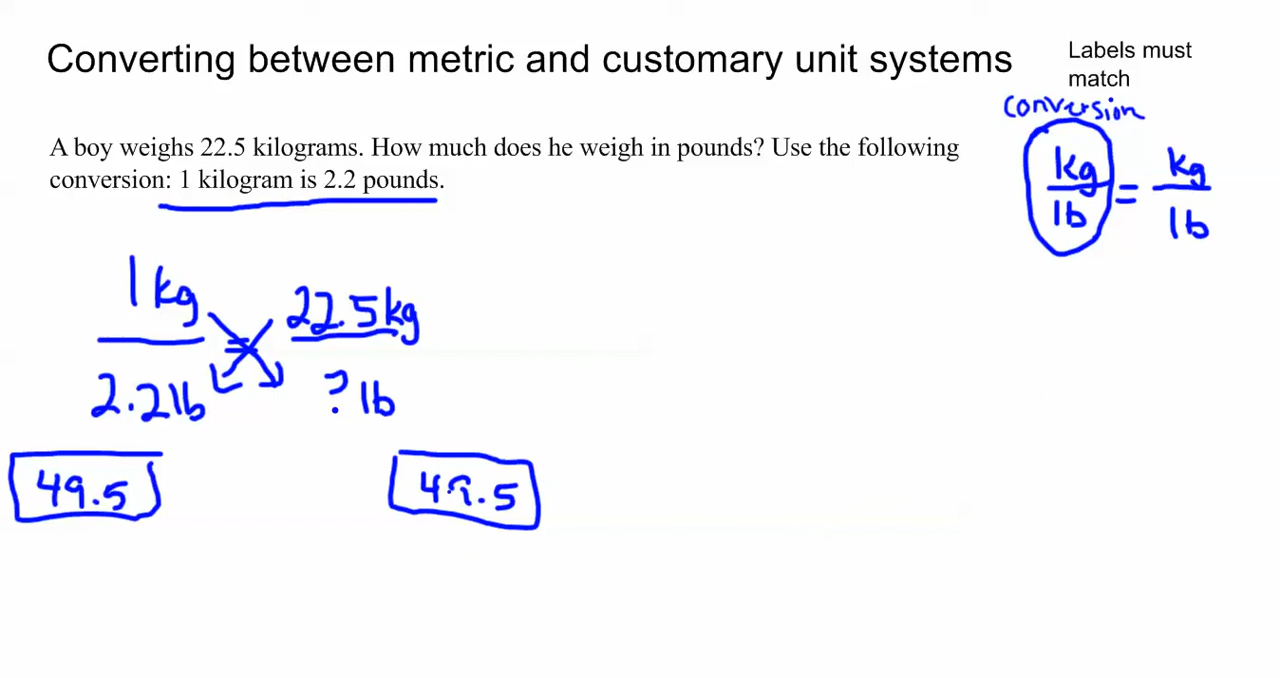 Converting between metric and customary unit systems
Labels must
match
conversion
A boy weighs 22.5 kilograms. How much does he weigh in pounds? Use the following
conversion: 1 kilogram is 2.2 pounds.
kg = kg
lb lb
1 kg = 22.5 kg
2.2 lb ? lb
49.5 49.5